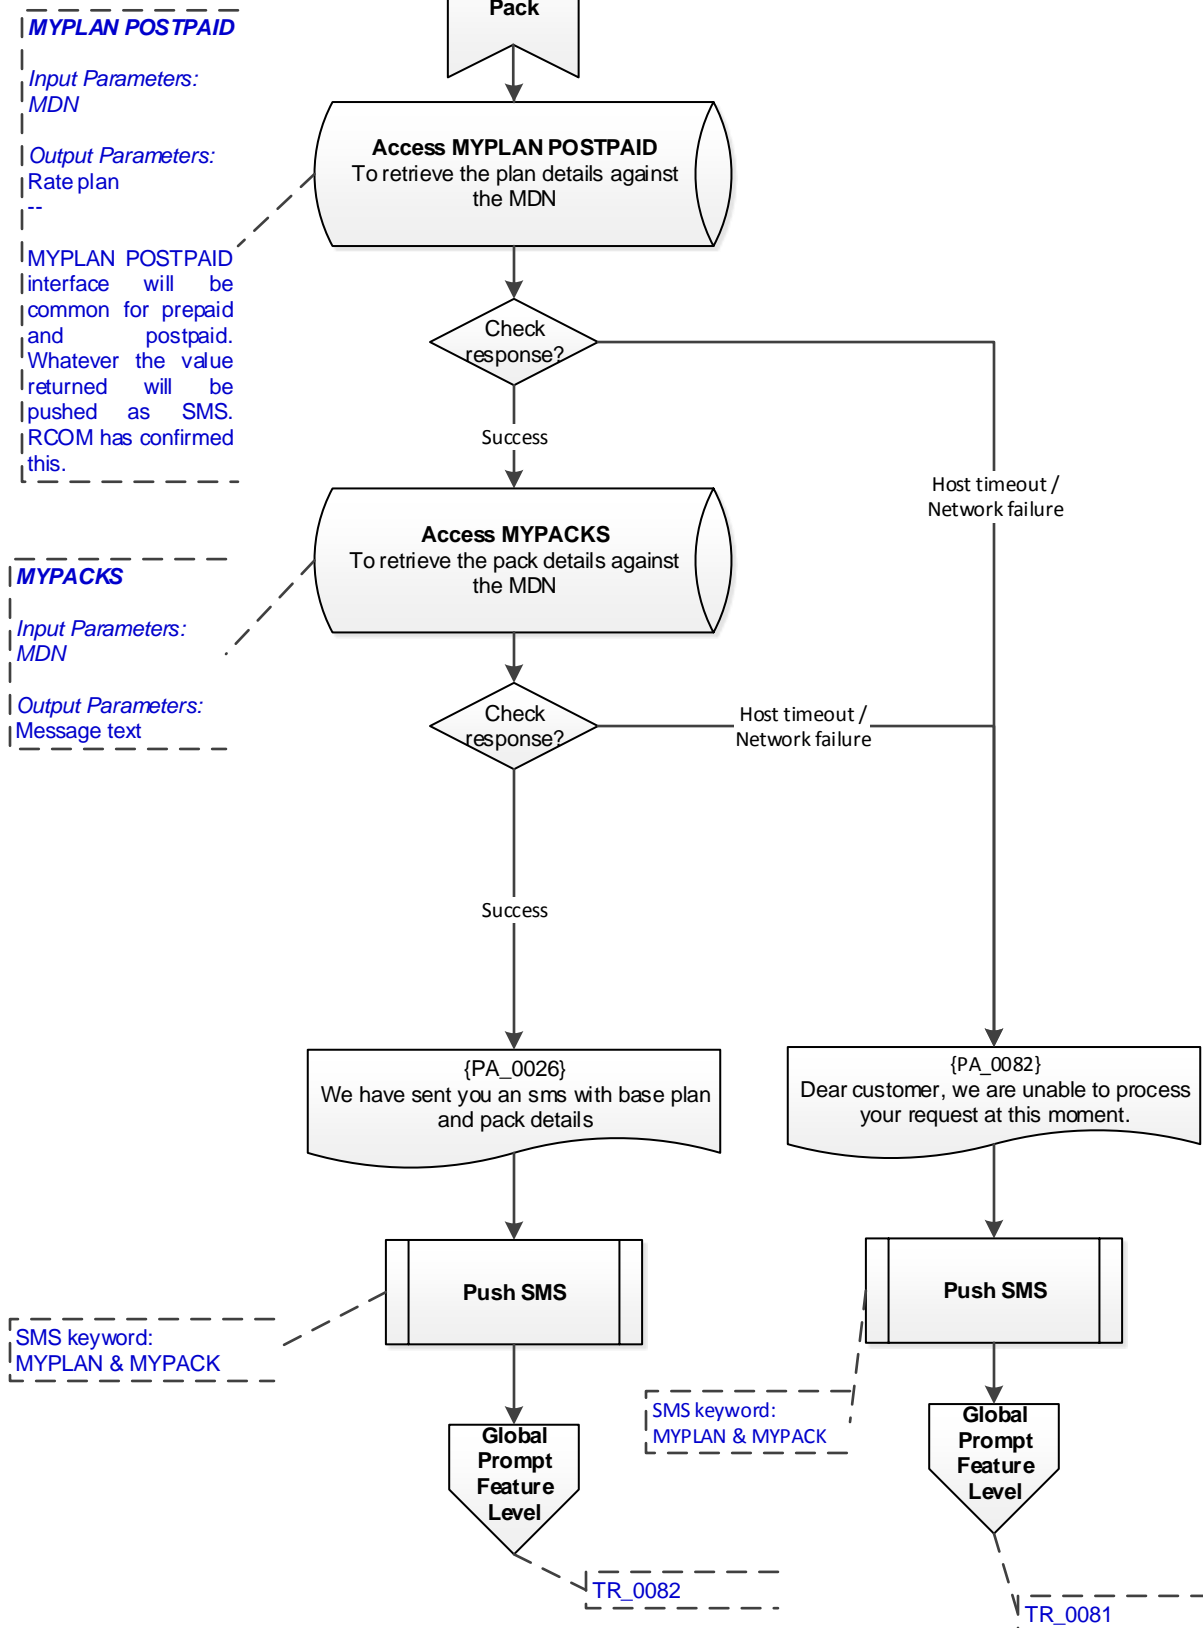 Pack
MYPLAN POSTPAID
Input Parameters:
MDN
Output Parameters:
Rate plan
--
MYPLAN POSTPAID
interface will be
common for prepaid
and postpaid.
Whatever the value
returned will be
pushed as SMS.
RCOM has confirmed
this.
Access MYPLAN POSTPAID
To retrieve the plan details against
the MDN
Check
response?
Success
Host timeout /
Network failure
Access MYPACKS
To retrieve the pack details against
the MDN
MYPACKS
Input Parameters:
MDN
Output Parameters:
Message text
Check
response?
Host timeout /
Network failure
Success
{PA_0026}
We have sent you an sms with base plan
and pack details
{PA_0082}
Dear customer, we are unable to process
your request at this moment.
Push SMS
Push SMS
SMS keyword:
MYPLAN & MYPACK
SMS keyword:
MYPLAN & MYPACK
Global
Prompt
Feature
Level
Global
Prompt
Feature
Level
TR_0082
TR_0081